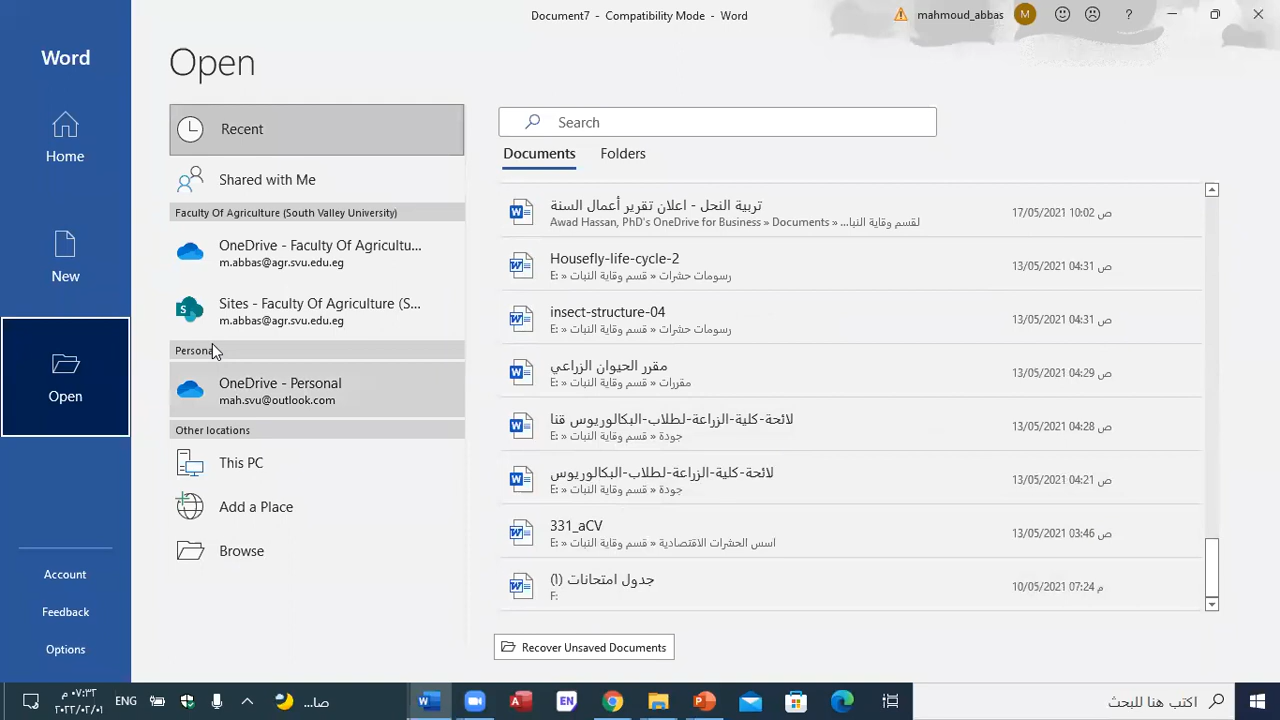 Document7 - Compatibility Mode - Word
mahmoud_abbas
M
?
Word
Home
New
Open
Account
Feedback
Options
Open
Recent
Shared with Me
Faculty Of Agriculture (South Valley University)
OneDrive - Faculty Of Agricultu...
m.abbas@agr.svu.edu.eg
Sites - Faculty Of Agriculture (S...
m.abbas@agr.svu.edu.eg
Personal
OneDrive - Personal
mah.svu@outlook.com
Other locations
This PC
Add a Place
Browse
Search
Documents Folders
تربية النحل - اعلان تقرير أعمال السنة
Awad Hassan, PhD's OneDrive for Business » Documents » قسم وقاية النبا...
17/05/2021 10:02 ص
Housefly-life-cycle-2
E: » قسم وقاية النبات » رسومات حشرات
13/05/2021 04:31 ص
insect-structure-04
E: » قسم وقاية النبات » رسومات حشرات
13/05/2021 04:31 ص
مقرر الحيوان الزراعي
E: » قسم وقاية النبات » مقررات
13/05/2021 04:29 ص
لائحة-كلية-الزراعة-لطلاب-البكالوريوس قنا
E: » قسم وقاية النبات » جودة
13/05/2021 04:28 ص
لائحة-كلية-الزراعة-لطلاب-البكالوريوس
E: » قسم وقاية النبات » جودة
13/05/2021 04:21 ص
331_aCV
E: » قسم وقاية النبات » اسس الحشرات الاقتصادية
13/05/2021 03:46 ص
جدول امتحانات (1)
F:
10/05/2021 07:24 م
Recover Unsaved Documents
٠٧:٣٣ م
٢٠٢٢/٠٢/٠١
ENG
صا...
EN
اكتب هنا للبحث